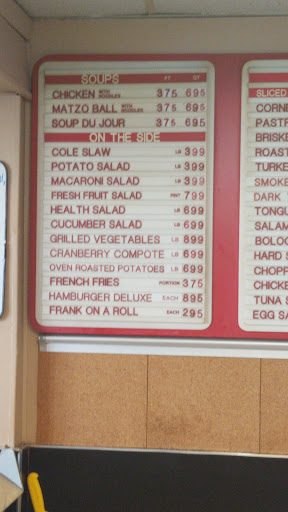 SOUPS PT QT
CHICKEN WITH NOODLES 375 695
MATZO BALL WITH NOODLES 375 695
SOUP DU JOUR 375 695
ON THE SIDE
COLE SLAW LB 399
POTATO SALAD LB 399
MACARONI SALAD LB 399
FRESH FRUIT SALAD PINT 799
HEALTH SALAD LB 699
CUCUMBER SALAD LB 699
GRILLED VEGETABLES LB 899
CRANBERRY COMPOTE LB 699
OVEN ROASTED POTATOES LB 699
FRENCH FRIES PORTION 375
HAMBURGER DELUXE EACH 895
FRANK ON A ROLL EACH 295
SLICED
CORNE
PASTR
BRISKE
ROAST
TURKE
SMOKE
DARK
TONGU
SALAM
BOLOG
HARD S
CHOPP
CHICKE
TUNA S
EGG SA